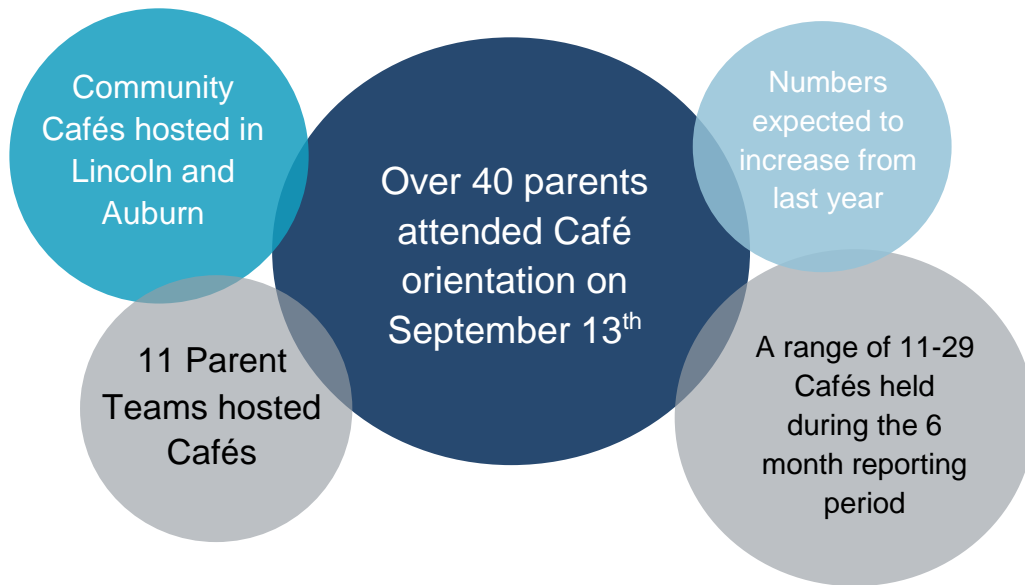 Community
Cafés hosted in
Lincoln and
Auburn
Over 40 parents
attended Café
orientation on
September 13th
Numbers
expected to
increase from
last year
11 Parent
Teams hosted
Cafés
A range of 11-29
Cafés held
during the 6
month reporting
period